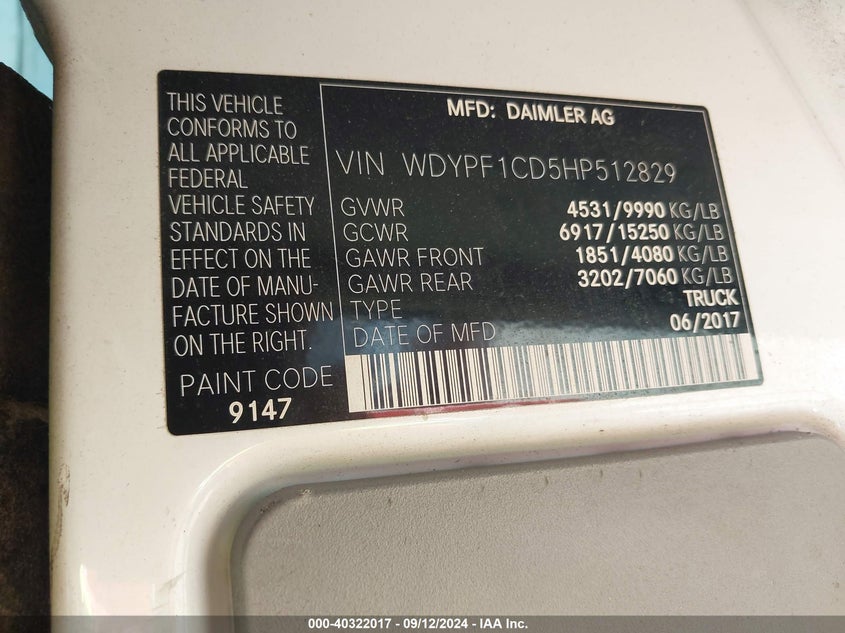 THIS VEHICLE
CONFORMS TO
ALL APPLICABLE
FEDERAL
VEHICLE SAFETY
STANDARDS IN
EFFECT ON THE
DATE OF MANU-
FACTURE SHOWN
ON THE RIGHT.
PAINT CODE
9147
MFD: DAIMLER AG
VIN WDYPF1CD5HP512829
GVWR 4531/9990 KG/LB
GCWR 6917/15250 KG/LB
GAWR FRONT 1851/4080 KG/LB
GAWR REAR 3202/7060 KG/LB
TYPE TRUCK
DATE OF MFD 06/2017
000-40322017 - 09/12/2024 - IAA Inc.